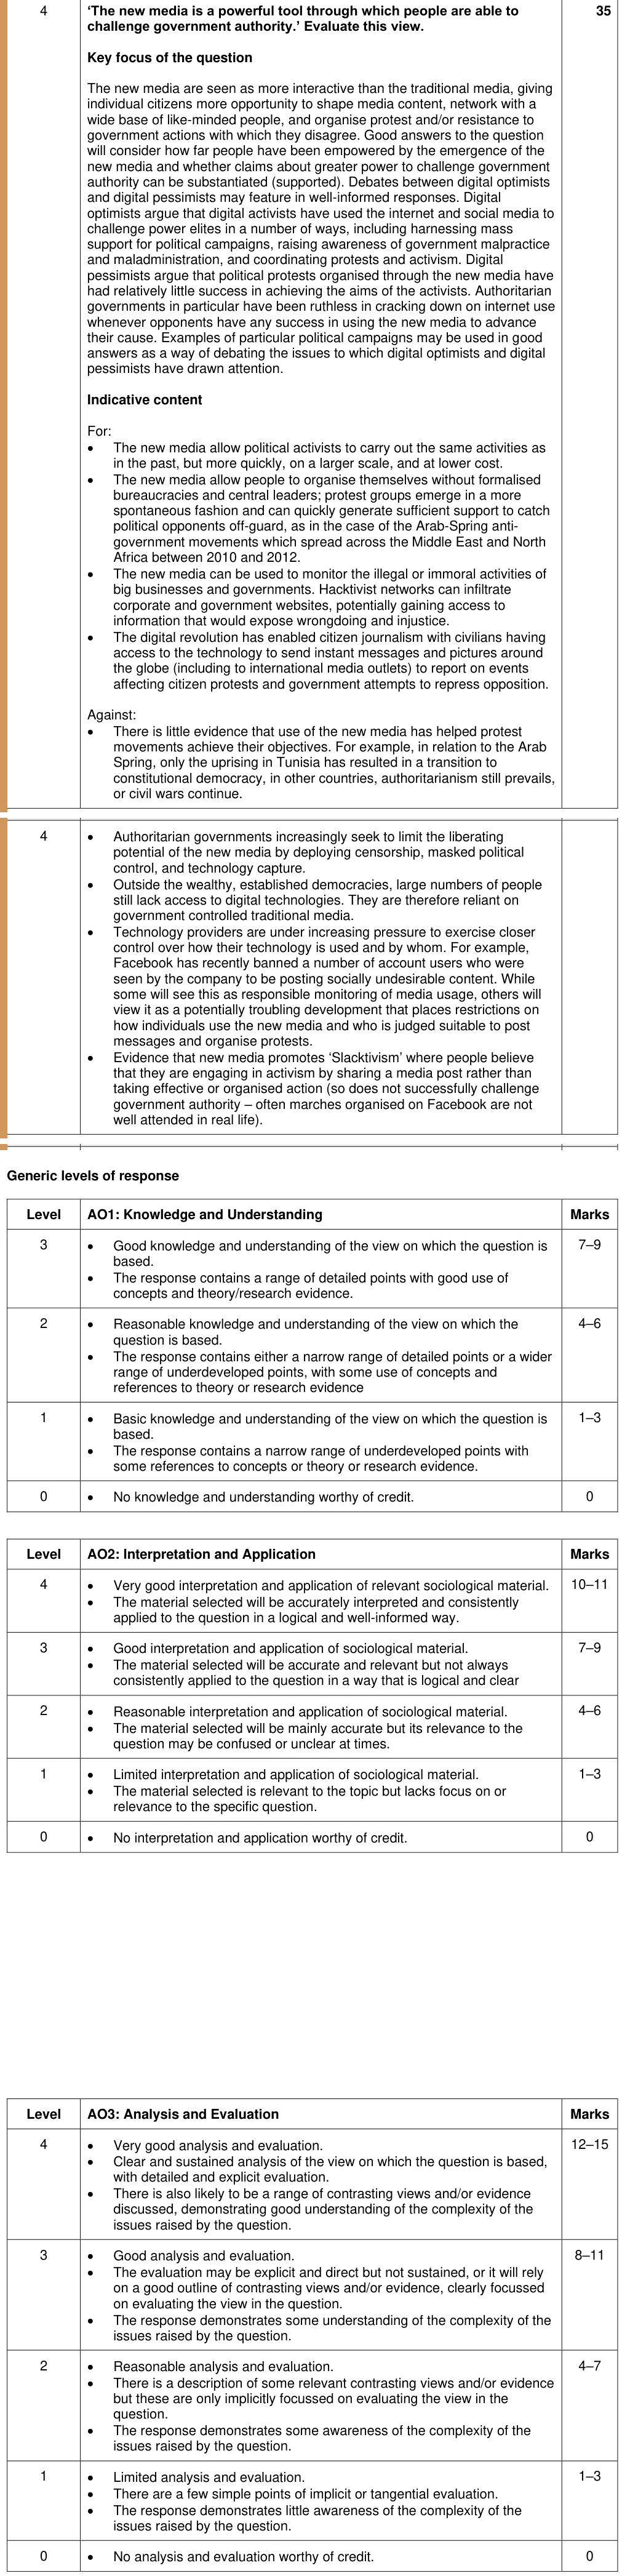 4 ‘The new media is a powerful tool through which people are able to 35
challenge government authority.’ Evaluate this view.
Key focus of the question
The new media are seen as more interactive than the traditional media, giving
individual citizens more opportunity to shape media content, network with a
wide base of like-minded people, and organise protest and/or resistance to
government actions with which they disagree. Good answers to the question
will consider how far people have been empowered by the emergence of the
new media and whether claims about greater power to challenge government
authority can be substantiated (supported). Debates between digital optimists
and digital pessimists may feature in well-informed responses. Digital
optimists argue that digital activists have used the internet and social media to
challenge power elites in a number of ways, including harnessing mass
support for political campaigns, raising awareness of government malpractice
and maladministration, and coordinating protests and activism. Digital
pessimists argue that political protests organised through the new media have
had relatively little success in achieving the aims of the activists. Authoritarian
governments in particular have been ruthless in cracking down on internet use
whenever opponents have any success in using the new media to advance
their cause. Examples of particular political campaigns may be used in good
answers as a way of debating the issues to which digital optimists and digital
pessimists have drawn attention.
Indicative content
For:
• The new media allow political activists to carry out the same activities as
in the past, but more quickly, on a larger scale, and at lower cost.
• The new media allow people to organise themselves without formalised
bureaucracies and central leaders; protest groups emerge in a more
spontaneous fashion and can quickly generate sufficient support to catch
political opponents off-guard, as in the case of the Arab-Spring anti-
government movements which spread across the Middle East and North
Africa between 2010 and 2012.
• The new media can be used to monitor the illegal or immoral activities of
big businesses and governments. Hacktivist networks can infiltrate
corporate and government websites, potentially gaining access to
information that would expose wrongdoing and injustice.
• The digital revolution has enabled citizen journalism with civilians having
access to the technology to send instant messages and pictures around
the globe (including to international media outlets) to report on events
affecting citizen protests and government attempts to repress opposition.
Against:
• There is little evidence that use of the new media has helped protest
movements achieve their objectives. For example, in relation to the Arab
Spring, only the uprising in Tunisia has resulted in a transition to
constitutional democracy, in other countries, authoritarianism still prevails,
or civil wars continue.
4 • Authoritarian governments increasingly seek to limit the liberating
potential of the new media by deploying censorship, masked political
control, and technology capture.
• Outside the wealthy, established democracies, large numbers of people
still lack access to digital technologies. They are therefore reliant on
government controlled traditional media.
• Technology providers are under increasing pressure to exercise closer
control over how their technology is used and by whom. For example,
Facebook has recently banned a number of account users who were
seen by the company to be posting socially undesirable content. While
some will see this as responsible monitoring of media usage, others will
view it as a potentially troubling development that places restrictions on
how individuals use the new media and who is judged suitable to post
messages and organise protests.
• Evidence that new media promotes ‘Slacktivism’ where people believe
that they are engaging in activism by sharing a media post rather than
taking effective or organised action (so does not successfully challenge
government authority – often marches organised on Facebook are not
well attended in real life).
Generic levels of response
Level AO1: Knowledge and Understanding Marks
3 • Good knowledge and understanding of the view on which the question is 7–9
based.
• The response contains a range of detailed points with good use of
concepts and theory/research evidence.
2 • Reasonable knowledge and understanding of the view on which the 4–6
question is based.
• The response contains either a narrow range of detailed points or a wider
range of underdeveloped points, with some use of concepts and
references to theory or research evidence
1 • Basic knowledge and understanding of the view on which the question is 1–3
based.
• The response contains a narrow range of underdeveloped points with
some references to concepts or theory or research evidence.
0 • No knowledge and understanding worthy of credit. 0
Level AO2: Interpretation and Application Marks
4 • Very good interpretation and application of relevant sociological material. 10–11
• The material selected will be accurately interpreted and consistently
applied to the question in a logical and well-informed way.
3 • Good interpretation and application of sociological material. 7–9
• The material selected will be accurate and relevant but not always
consistently applied to the question in a way that is logical and clear
2 • Reasonable interpretation and application of sociological material. 4–6
• The material selected will be mainly accurate but its relevance to the
question may be confused or unclear at times.
1 • Limited interpretation and application of sociological material. 1–3
• The material selected is relevant to the topic but lacks focus on or
relevance to the specific question.
0 • No interpretation and application worthy of credit. 0
Level AO3: Analysis and Evaluation Marks
4 • Very good analysis and evaluation. 12–15
• Clear and sustained analysis of the view on which the question is based,
with detailed and explicit evaluation.
• There is also likely to be a range of contrasting views and/or evidence
discussed, demonstrating good understanding of the complexity of the
issues raised by the question.
3 • Good analysis and evaluation. 8–11
• The evaluation may be explicit and direct but not sustained, or it will rely
on a good outline of contrasting views and/or evidence, clearly focussed
on evaluating the view in the question.
• The response demonstrates some understanding of the complexity of the
issues raised by the question.
2 • Reasonable analysis and evaluation. 4–7
• There is a description of some relevant contrasting views and/or evidence
but these are only implicitly focussed on evaluating the view in the
question.
• The response demonstrates some awareness of the complexity of the
issues raised by the question.
1 • Limited analysis and evaluation. 1–3
• There are a few simple points of implicit or tangential evaluation.
• The response demonstrates little awareness of the complexity of the
issues raised by the question.
0 • No analysis and evaluation worthy of credit. 0